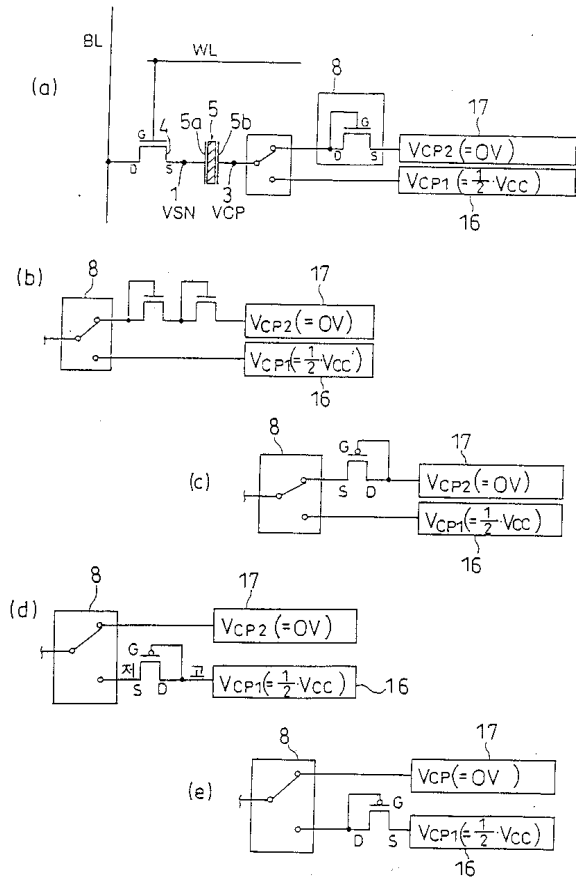 BL
WL
8
(a)
G
4
5a
5
5b
G
D
S
D
S
17
VCP2(=0V)
1
VSN
3
VCP
VCP1(=1/2·VCC)
16
(b)
8
17
VCP2(=0V)
VCP1(=1/2·VCC)
16
(c)
8
G
S
D
17
VCP2(=0V)
VCP1(=1/2·VCC)
16
(d)
8
17
VCP2(=0V)
저
G
고
S
D
VCP1(=1/2·VCC)
16
(e)
8
17
VCP(=0V)
G
D
S
VCP1(=1/2·VCC)
16